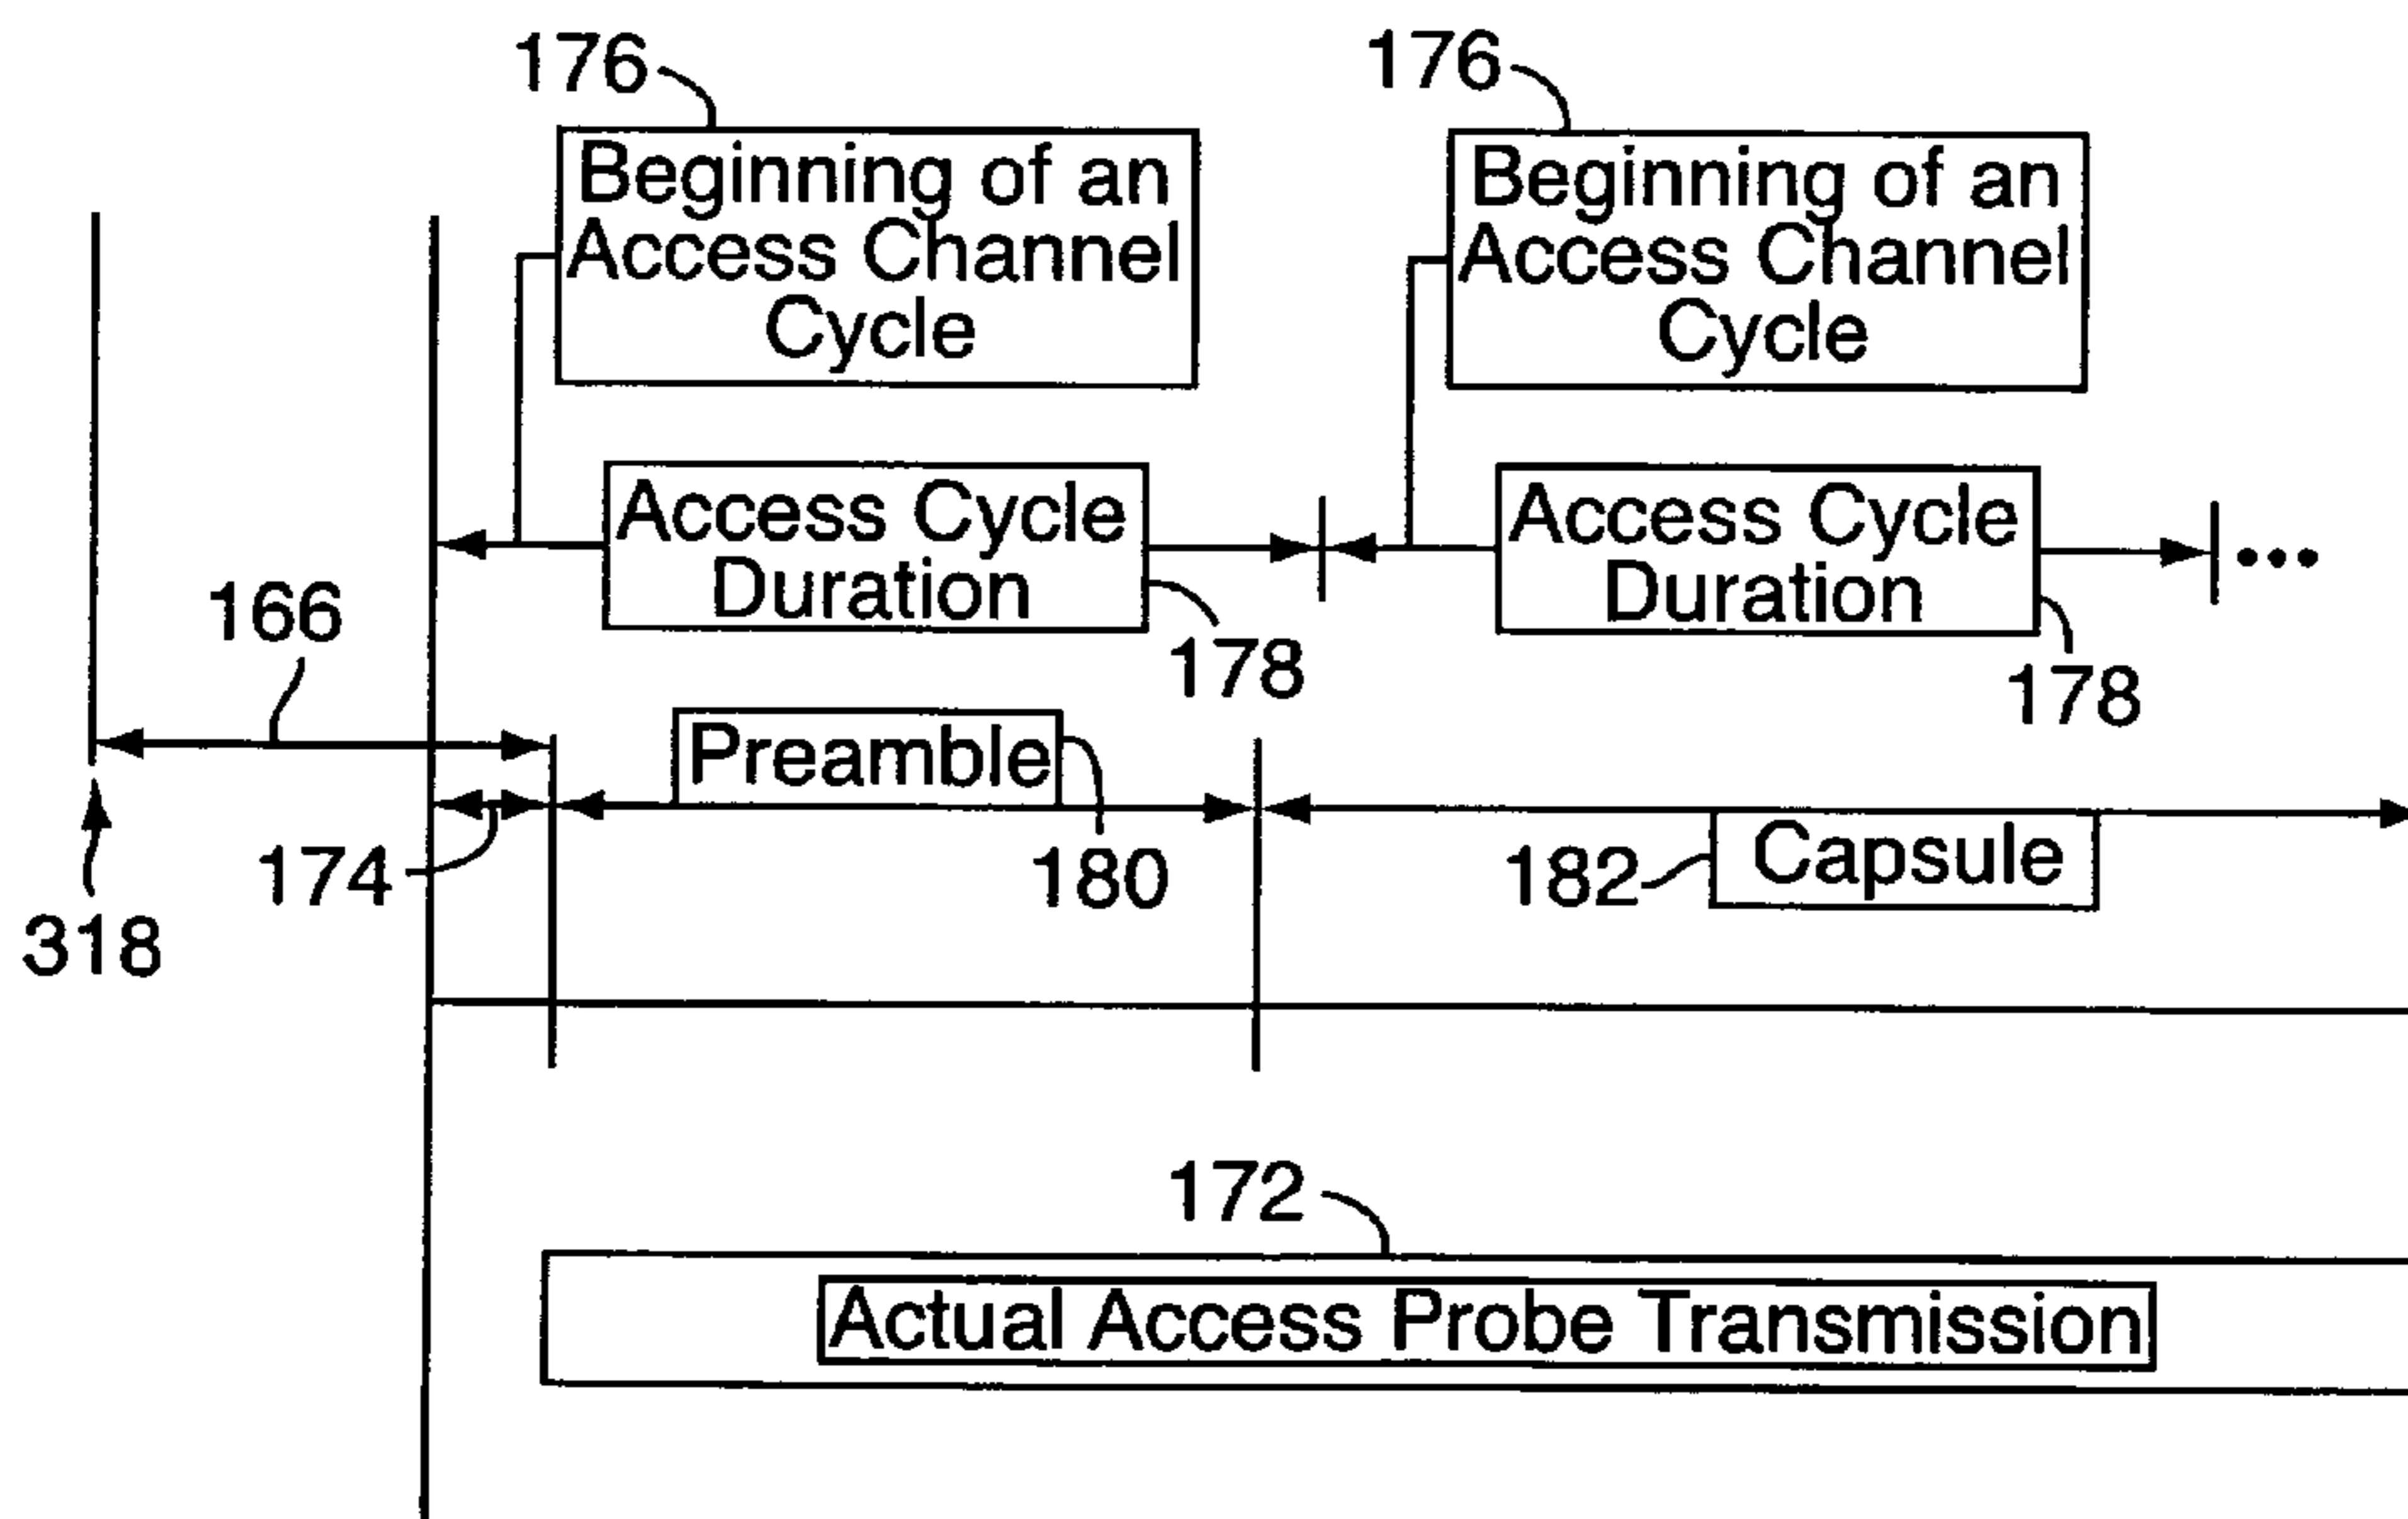 176
176
Beginning of an
Access Channel
Cycle
Beginning of an
Access Channel
Cycle
Access Cycle
Duration
Access Cycle
Duration
•••
166
178
178
Preamble
174
180
182
Capsule
318
172
Actual Access Probe Transmission